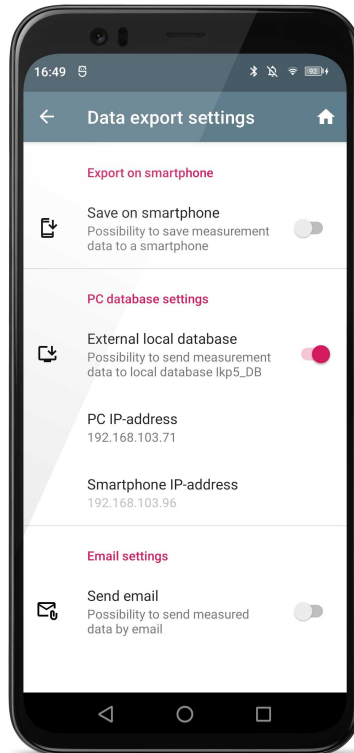 16:49
92
Data export settings
Export on smartphone
Save on smartphone
Possibility to save measurement
data to a smartphone
PC database settings
External local database
Possibility to send measurement
data to local database lkp5_DB
PC IP-address
192.168.103.71
Smartphone IP-address
192.168.103.96
Email settings
Send email
Possibility to send measured
data by email